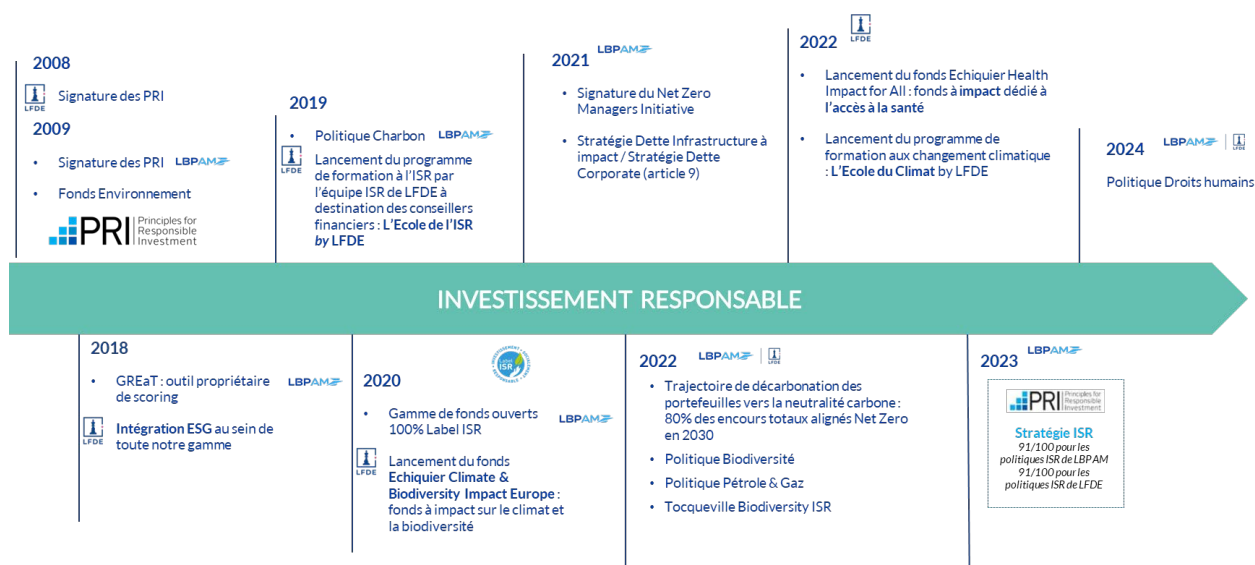 2008
LFDE
Signature des PRI
2009
• Signature des PRI LBPAM
• Fonds Environnement
PRI Principles for
Responsible
Investment
2019
• Politique Charbon LBPAM
LFDE
Lancement du programme
de formation à l'ISR par
l'équipe ISR de LFDE à
destination des conseillers
financiers : L'Ecole de l'ISR
by LFDE
LBPAM
2021
• Signature du Net Zero
Managers Initiative
• Stratégie Dette Infrastructure à
impact / Stratégie Dette
Corporate (article 9)
LFDE
2022
• Lancement du fonds Echiquier Health
Impact for All : fonds à impact dédié à
l'accès à la santé
• Lancement du programme de
formation aux changement climatique
: L'Ecole du Climat by LFDE
2024 LBPAM | LFDE
Politique Droits humains
INVESTISSEMENT RESPONSABLE
2018
• GREaT : outil propriétaire LBPAM
de scoring
LFDE
Intégration ESG au sein de
toute notre gamme
2020
Label
ISR
• Gamme de fonds ouverts LBPAM
100% Label ISR
LFDE
Lancement du fonds
Echiquier Climate &
Biodiversity Impact Europe :
fonds à impact sur le climat et
la biodiversité
2022 LBPAM | LFDE
• Trajectoire de décarbonation des
portefeuilles vers la neutralité carbone :
80% des encours totaux alignés Net Zero
en 2030
• Politique Biodiversité
• Politique Pétrole & Gaz
• Tocqueville Biodiversity ISR
2023 LBPAM
PRI Principles for
Responsible
Investment
Stratégie ISR
91/100 pour les
politiques ISR de LBPAM
91/100 pour les
politiques ISR de LFDE